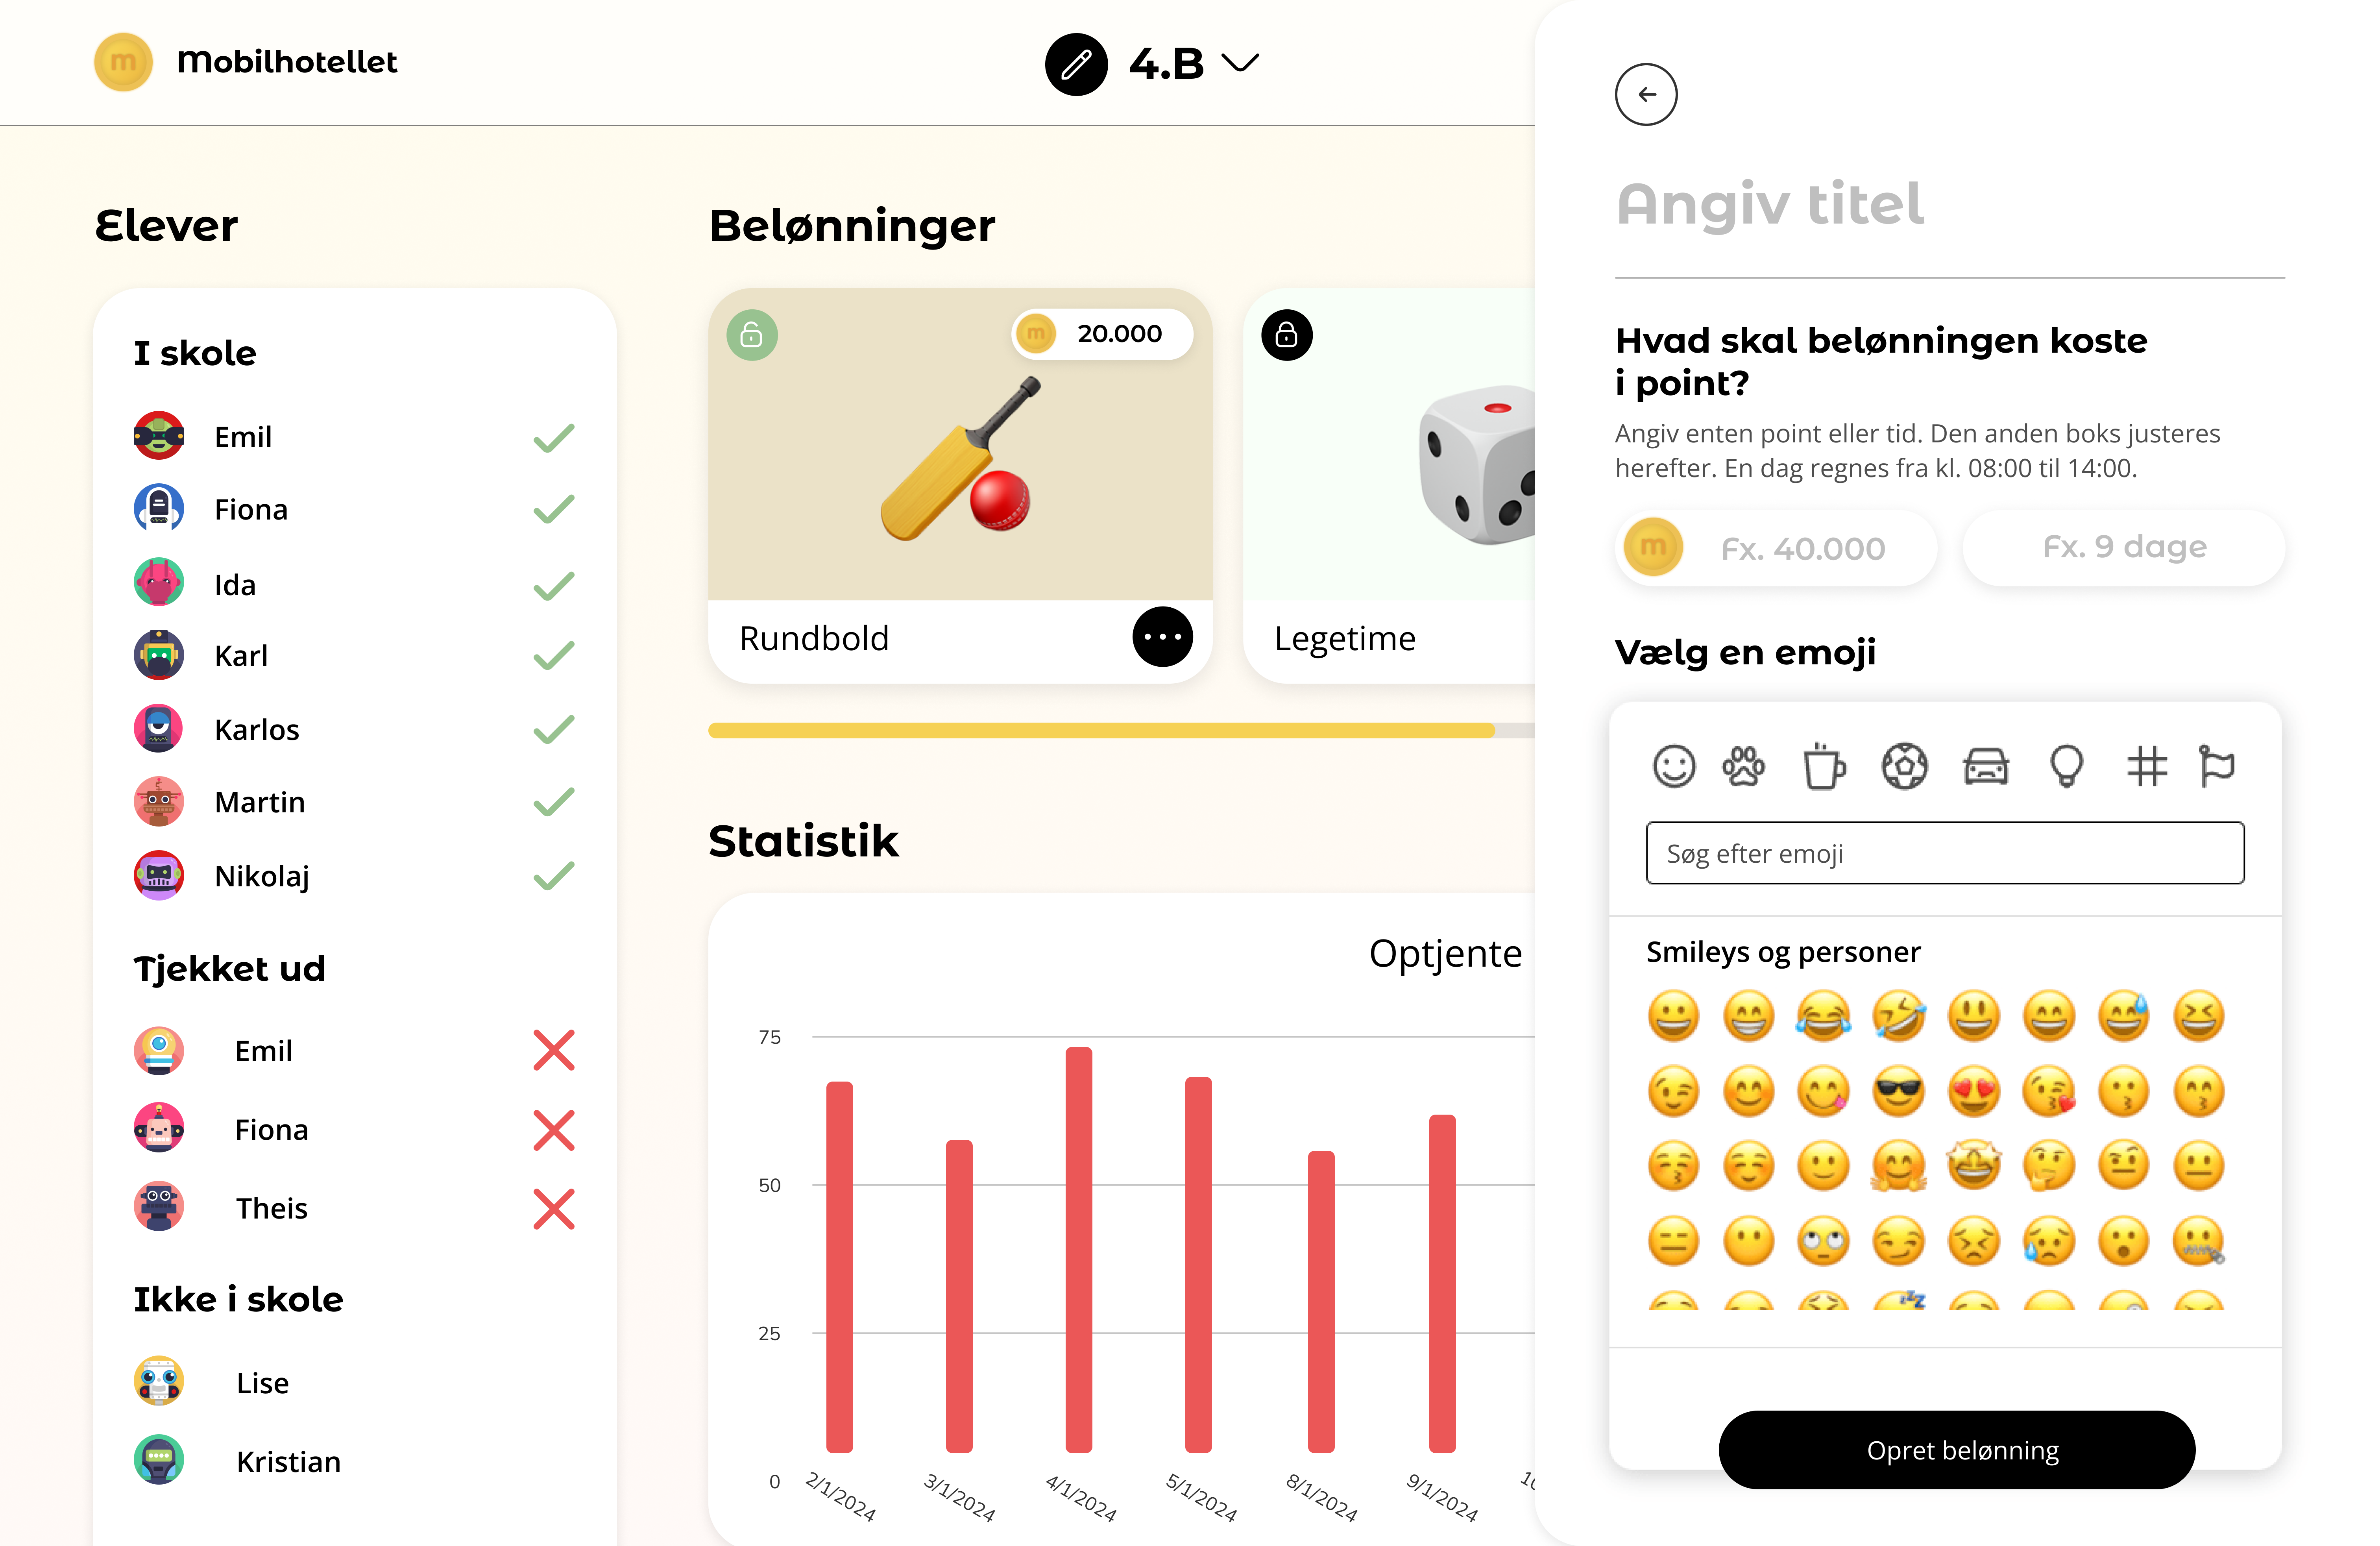 m
Mobilhotellet
4.B
Elever
I skole
Emil
Fiona
Ida
Karl
Karlos
Martin
Nikolaj
Tjekket ud
Emil
Fiona
Theis
Ikke i skole
Lise
Kristian
Belønninger
m 20.000
Rundbold
Legetime
Statistik
Optjente
75
50
25
0
2/1/2024
3/1/2024
4/1/2024
5/1/2024
8/1/2024
9/1/2024
Angiv titel
Hvad skal belønningen koste
i point?
Angiv enten point eller tid. Den anden boks justeres
herefter. En dag regnes fra kl. 08:00 til 14:00.
m Fx. 40.000
Fx. 9 dage
Vælg en emoji
Søg efter emoji
Smileys og personer
Opret belønning